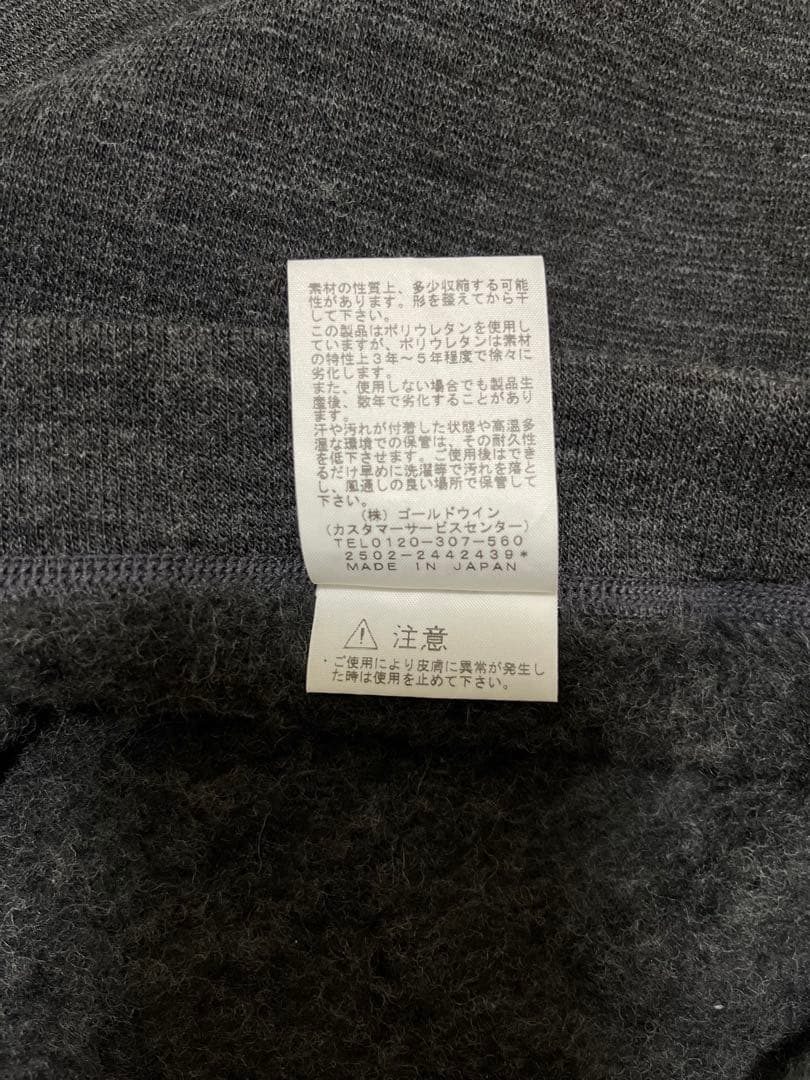 素材の性質上、多少収縮する可能
性があります。形を整えてから干
して下さい。
この製品はポリウレタンを使用し
ていますが、ポリウレタンは素材
の特性上3年～5年程度で徐々に
劣化します。
また、使用しない場合でも製品生
産後、数年で劣化することがあり
ます。
汗や汚れが付着した状態や高温多
湿な環境での保管は、その耐久性
を低下させます。ご使用後はでき
るだけ早めに洗濯等で汚れを落と
し、風通しの良い場所で保管して
下さい。
(株) ゴールドウイン
(カスタマーサービスセンター)
TEL0120-307-560
2502-2442439*
MADE IN JAPAN
⚠ 注意
・ご使用により皮膚に異常が発生し
た時は使用を止めて下さい。